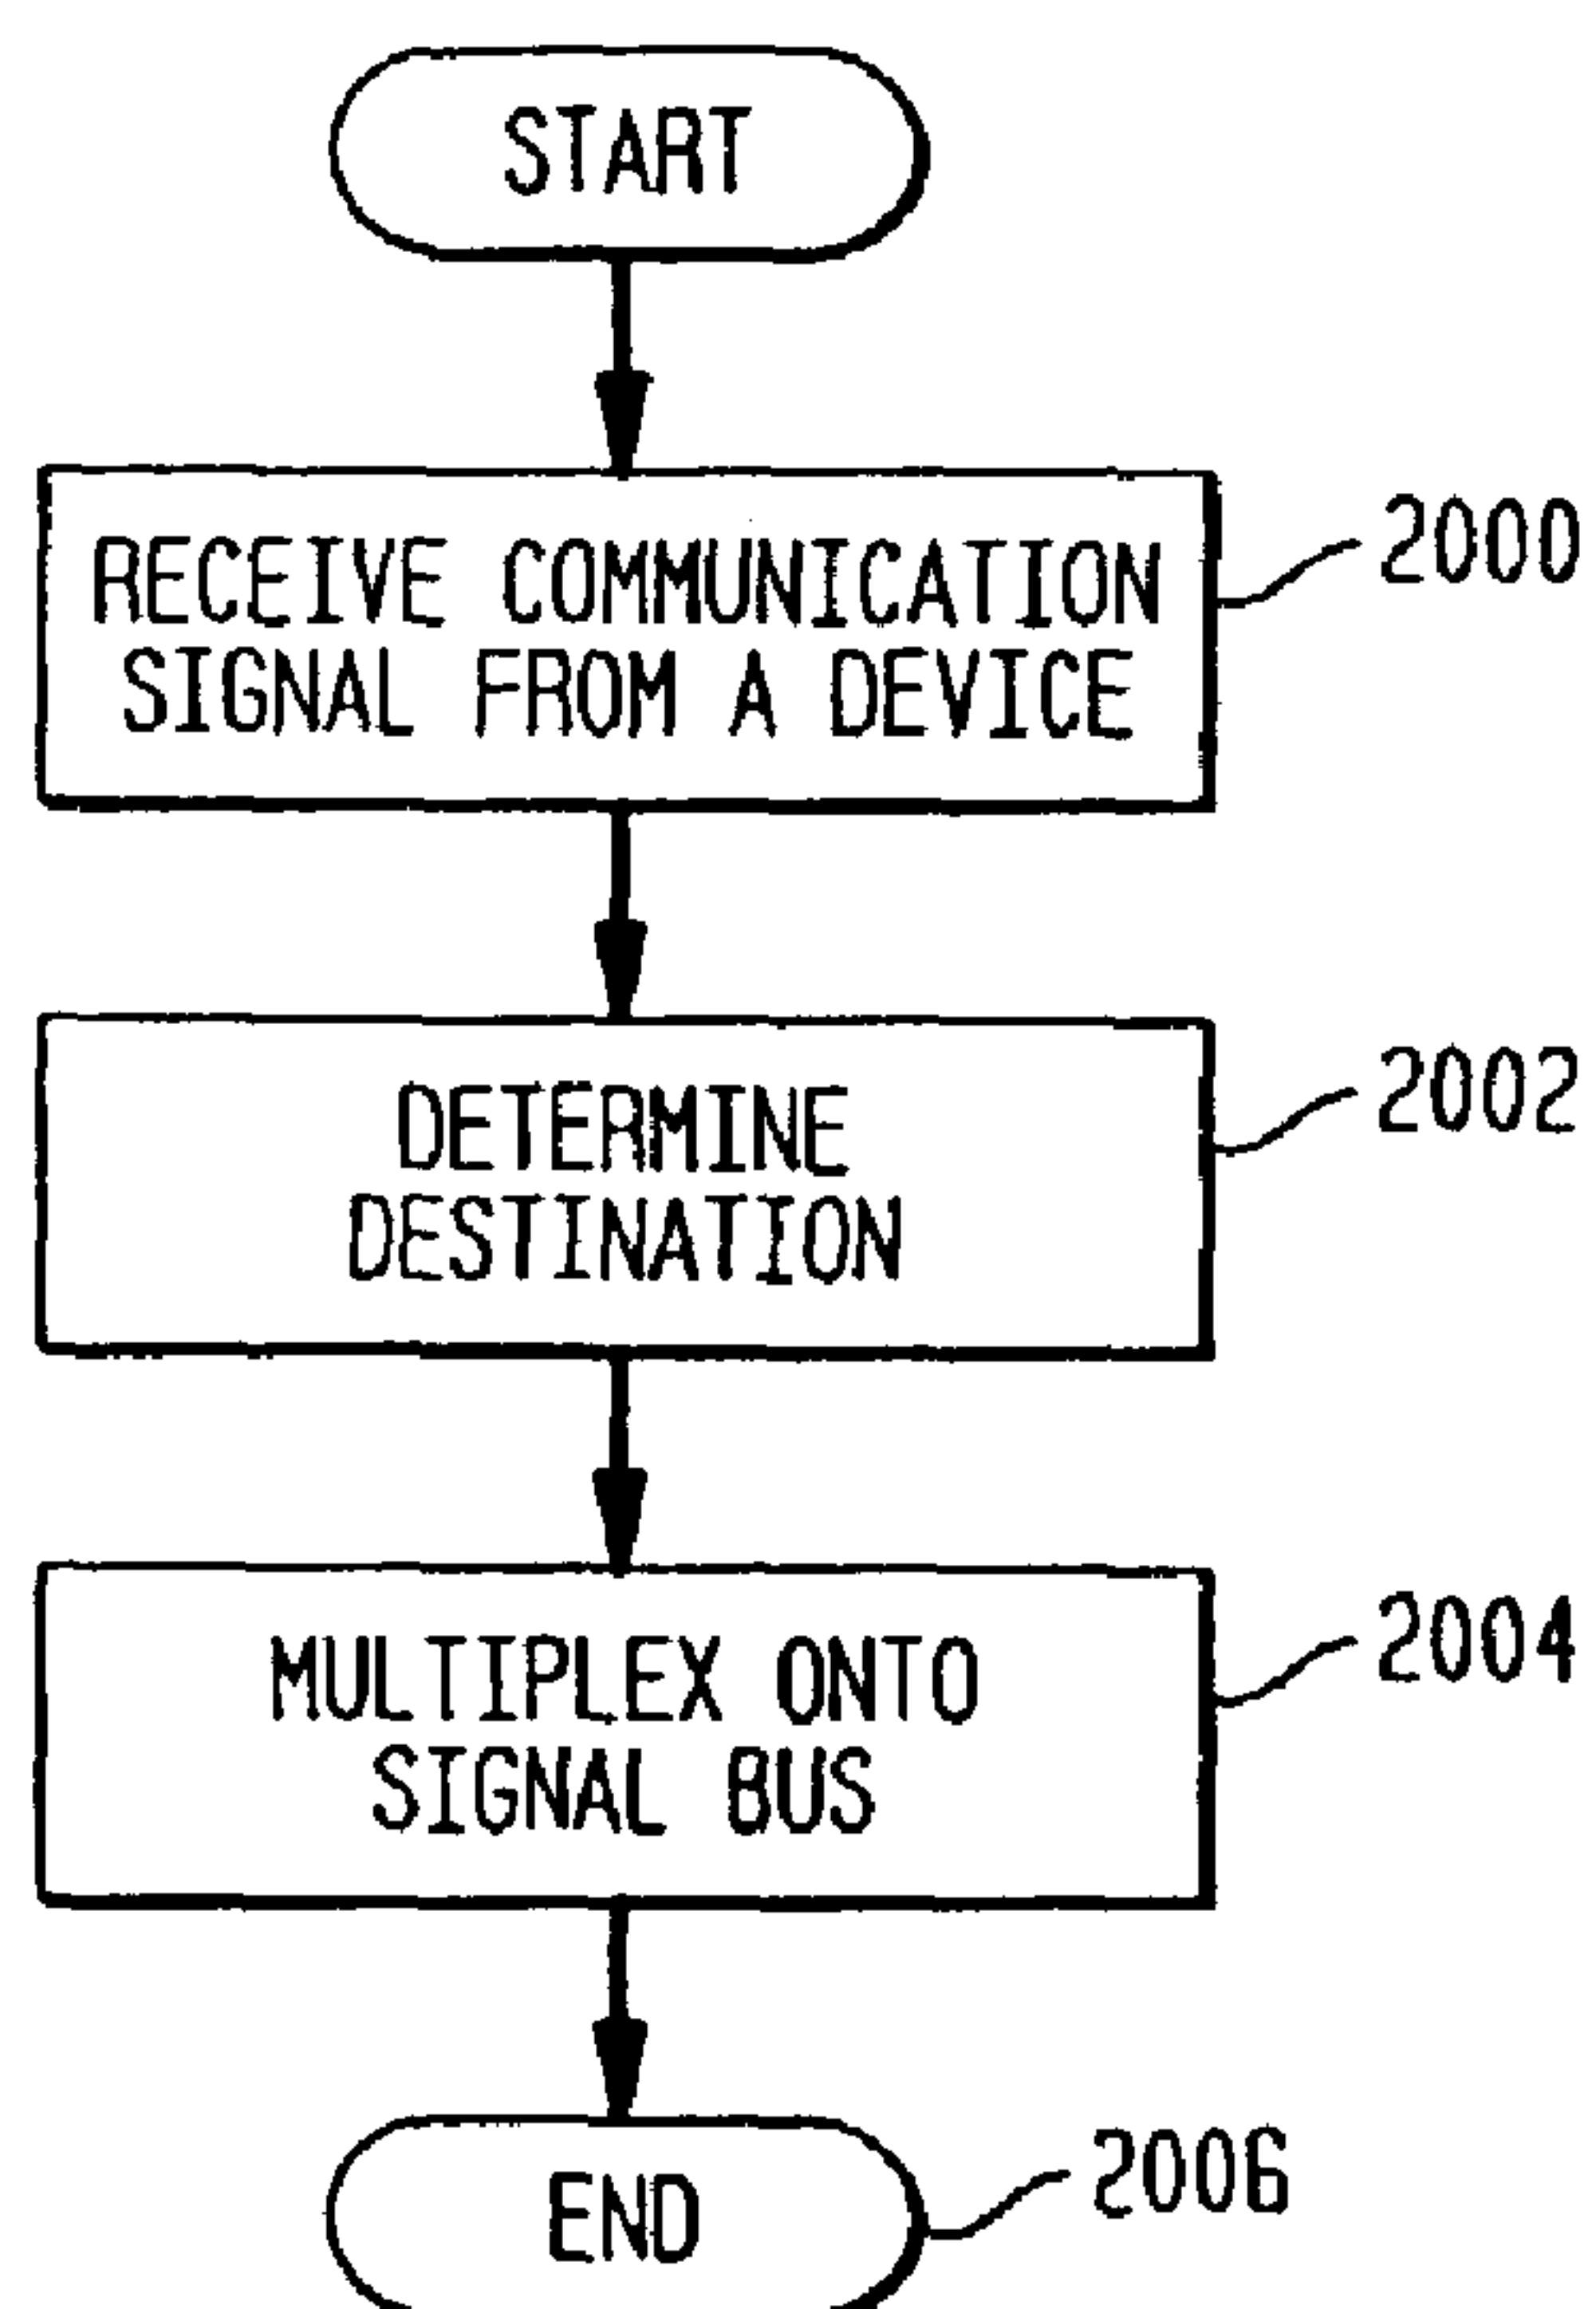 START
RECEIVE COMMUNICATION
SIGNAL FROM A DEVICE
2000
DETERMINE
DESTINATION
2002
MULTIPLEX ONTO
SIGNAL BUS
2004
END
2006